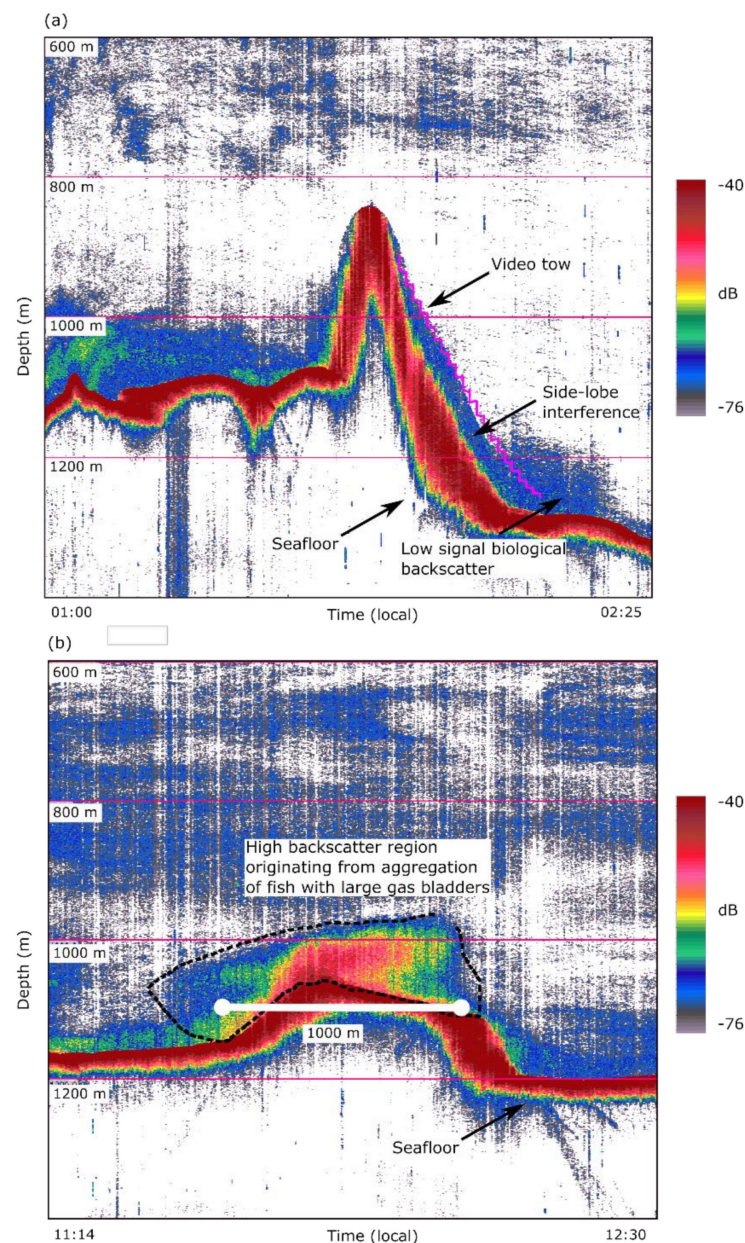 (a)
600 m
800 m
-40
Video tow
dB
1000 m
Depth (m)
Side-lobe
interference
-76
1200 m
Seafloor
Low signal biological
backscatter
01:00
Time (local)
02:25
(b)
600 m
-40
800 m
High backscatter region
originating from aggregation
of fish with large gas bladders
dB
1000 m
Depth (m)
1000 m
-76
1200 m
Seafloor
11:14
Time (local)
12:30